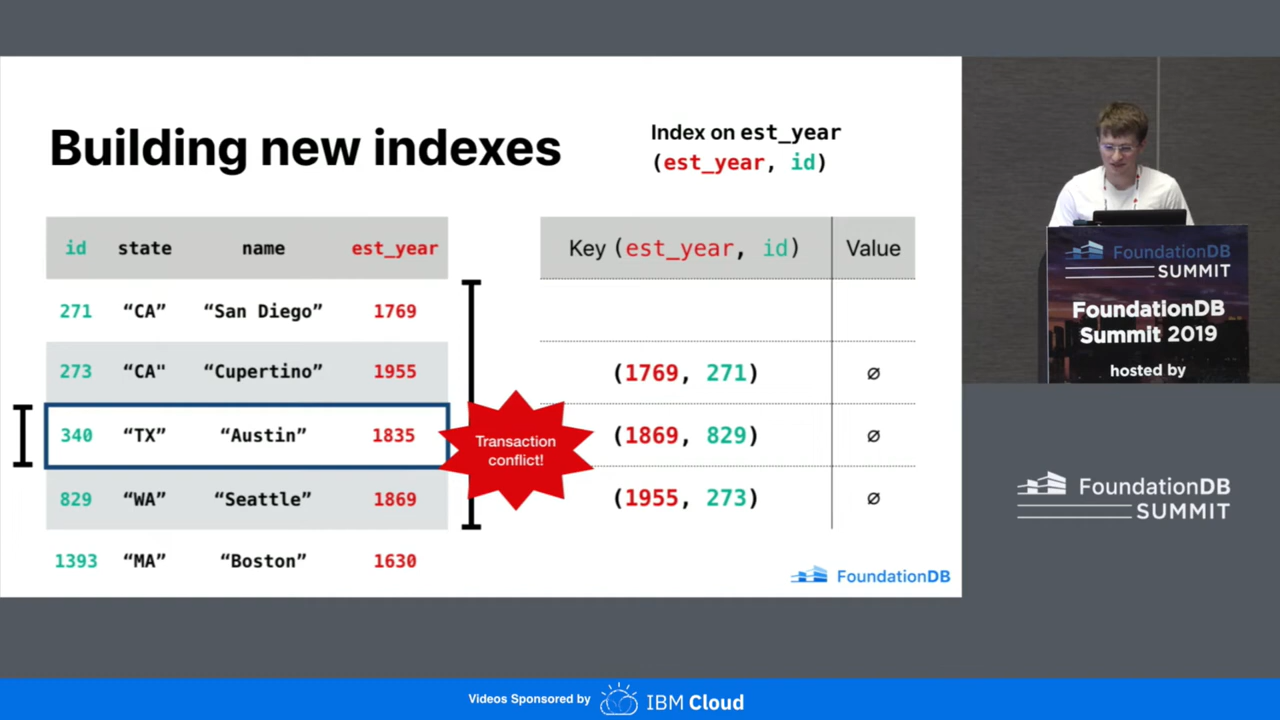 Building new indexes
Index on est_year
(est_year, id)
id state name est_year
271 “CA” “San Diego” 1769
273 “CA" “Cupertino” 1955
340 “TX” “Austin” 1835
829 “WA” “Seattle” 1869
1393 “MA” “Boston” 1630
Transaction
conflict!
Key (est_year, id) Value
(1769, 271) ∅
(1869, 829) ∅
(1955, 273) ∅
FoundationDB
FoundationDB
SUMMIT
FoundationDB
Summit 2019
hosted by
FoundationDB
SUMMIT
Videos Sponsored by IBM Cloud